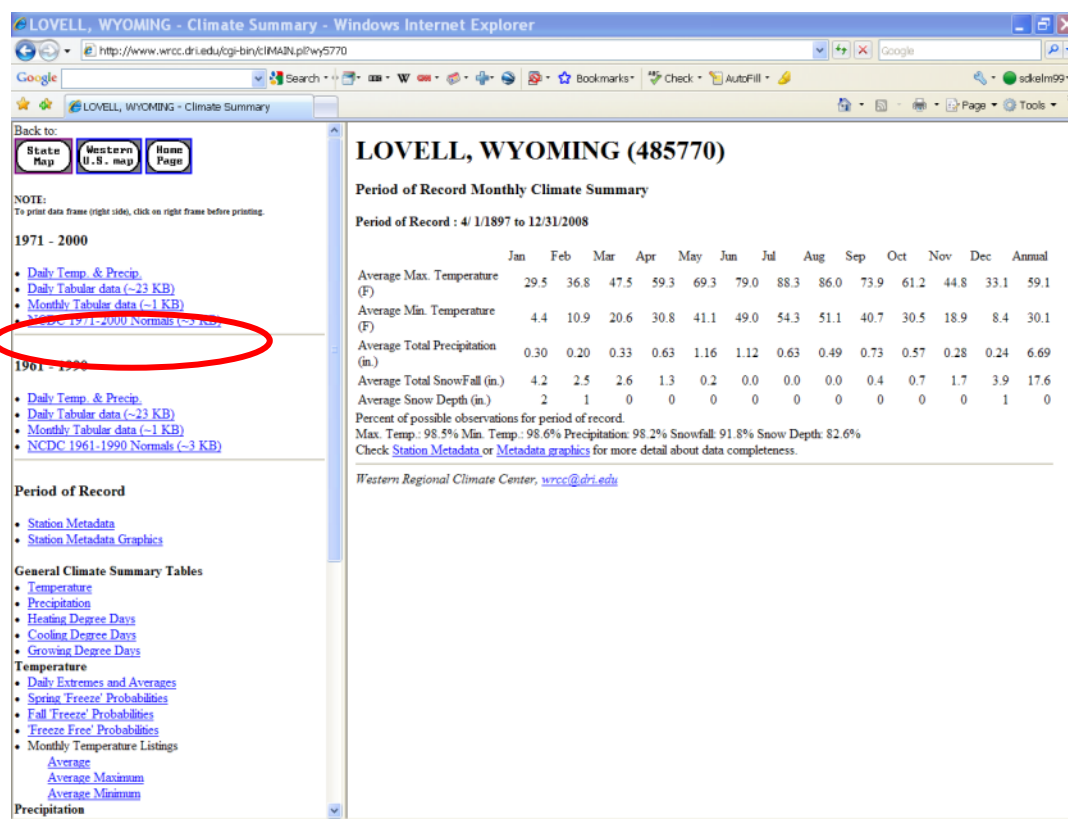 LOVELL, WYOMING - Climate Summary - Windows Internet Explorer
http://www.wrcc.dri.edu/cgi-bin/cliMAIN.pl?wy5770
Google
Google
Search
W
Bookmarks
Check
AutoFill
sdkelm99
LOVELL, WYOMING - Climate Summary
Page
Tools
Back to:
State Map
Western U.S. map
Home Page
NOTE:
To print data frame (right side), click on right frame before printing.
1971 - 2000
Daily Temp. & Precip.
Daily Tabular data (~23 KB)
Monthly Tabular data (~1 KB)
NCDC 1971-2000 Normals (~3 KB)
1961 - 1990
Daily Temp. & Precip.
Daily Tabular data (~23 KB)
Monthly Tabular data (~1 KB)
NCDC 1961-1990 Normals (~3 KB)
Period of Record
Station Metadata
Station Metadata Graphics
General Climate Summary Tables
Temperature
Precipitation
Heating Degree Days
Cooling Degree Days
Growing Degree Days
Temperature
Daily Extremes and Averages
Spring 'Freeze' Probabilities
Fall 'Freeze' Probabilities
'Freeze Free' Probabilities
Monthly Temperature Listings
Average
Average Maximum
Average Minimum
Precipitation
LOVELL, WYOMING (485770)
Period of Record Monthly Climate Summary
Period of Record : 4/ 1/1897 to 12/31/2008
Jan Feb Mar Apr May Jun Jul Aug Sep Oct Nov Dec Annual
Average Max. Temperature (F) 29.5 36.8 47.5 59.3 69.3 79.0 88.3 86.0 73.9 61.2 44.8 33.1 59.1
Average Min. Temperature (F) 4.4 10.9 20.6 30.8 41.1 49.0 54.3 51.1 40.7 30.5 18.9 8.4 30.1
Average Total Precipitation (in.) 0.30 0.20 0.33 0.63 1.16 1.12 0.63 0.49 0.73 0.57 0.28 0.24 6.69
Average Total SnowFall (in.) 4.2 2.5 2.6 1.3 0.2 0.0 0.0 0.0 0.4 0.7 1.7 3.9 17.6
Average Snow Depth (in.) 2 1 0 0 0 0 0 0 0 0 0 1 0
Percent of possible observations for period of record.
Max. Temp.: 98.5% Min. Temp.: 98.6% Precipitation: 98.2% Snowfall: 91.8% Snow Depth: 82.6%
Check Station Metadata or Metadata graphics for more detail about data completeness.
Western Regional Climate Center, wrcc@dri.edu